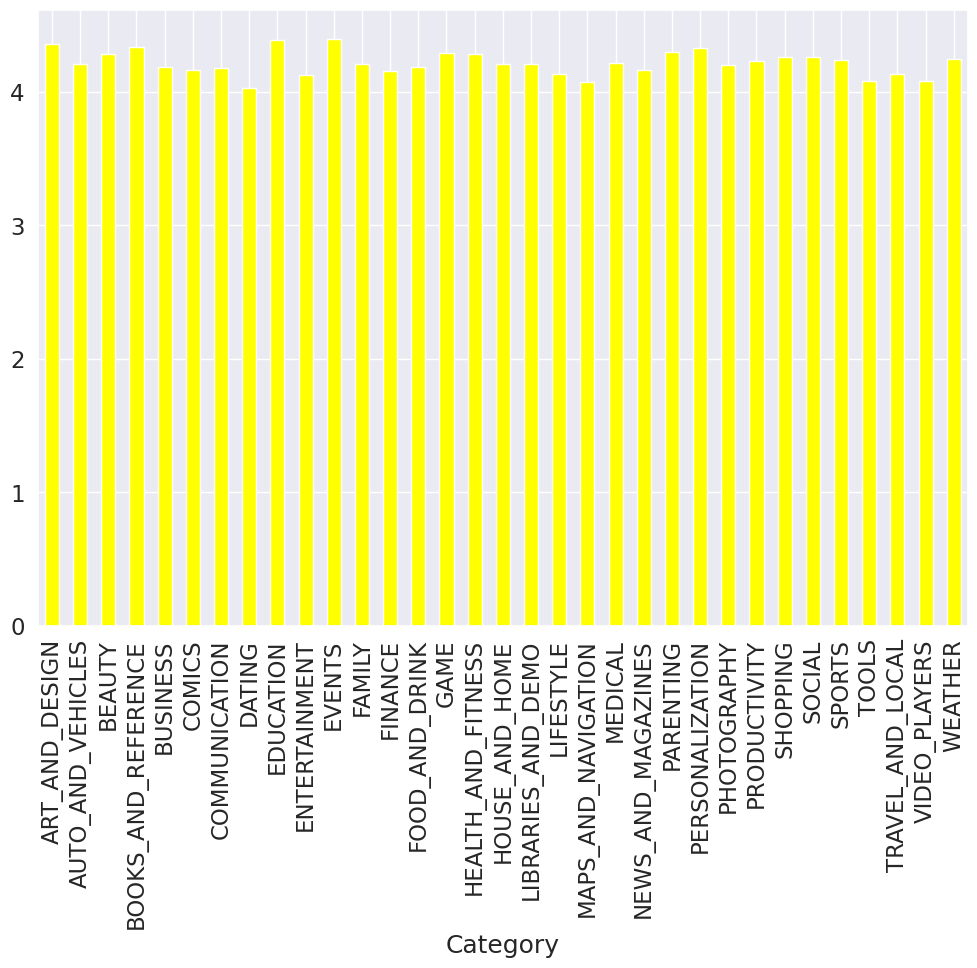 4
3
2
1
0
ART_AND_DESIGN
AUTO_AND_VEHICLES
BEAUTY
BOOKS_AND_REFERENCE
BUSINESS
COMICS
COMMUNICATION
DATING
EDUCATION
ENTERTAINMENT
EVENTS
FAMILY
FINANCE
FOOD_AND_DRINK
GAME
HEALTH_AND_FITNESS
HOUSE_AND_HOME
LIBRARIES_AND_DEMO
LIFESTYLE
MAPS_AND_NAVIGATION
MEDICAL
NEWS_AND_MAGAZINES
PARENTING
PERSONALIZATION
PHOTOGRAPHY
PRODUCTIVITY
SHOPPING
SOCIAL
SPORTS
TOOLS
TRAVEL_AND_LOCAL
VIDEO_PLAYERS
WEATHER
Category